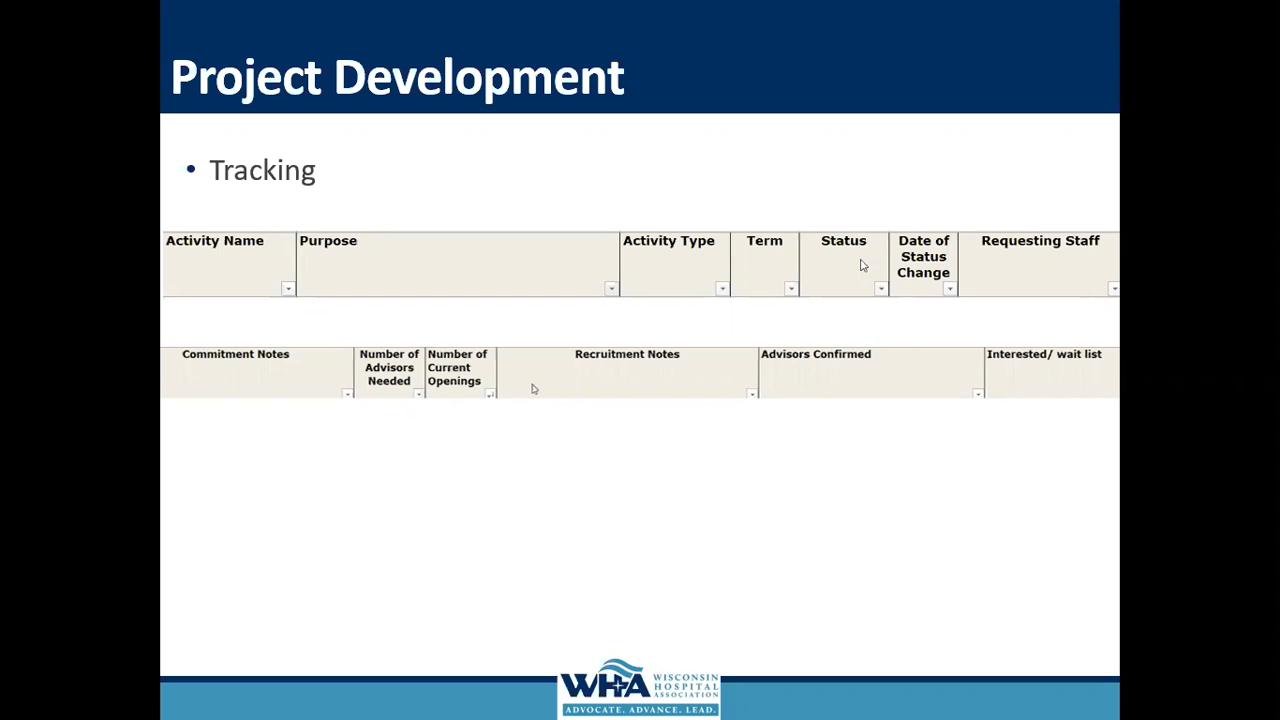 Project Development
• Tracking
Activity Name Purpose Activity Type Term Status Date of Status Change Requesting Staff
Commitment Notes Number of Advisors Needed Number of Current Openings Recruitment Notes Advisors Confirmed Interested/ wait list
WHA WISCONSIN HOSPITAL ASSOCIATION
ADVOCATE. ADVANCE. LEAD.